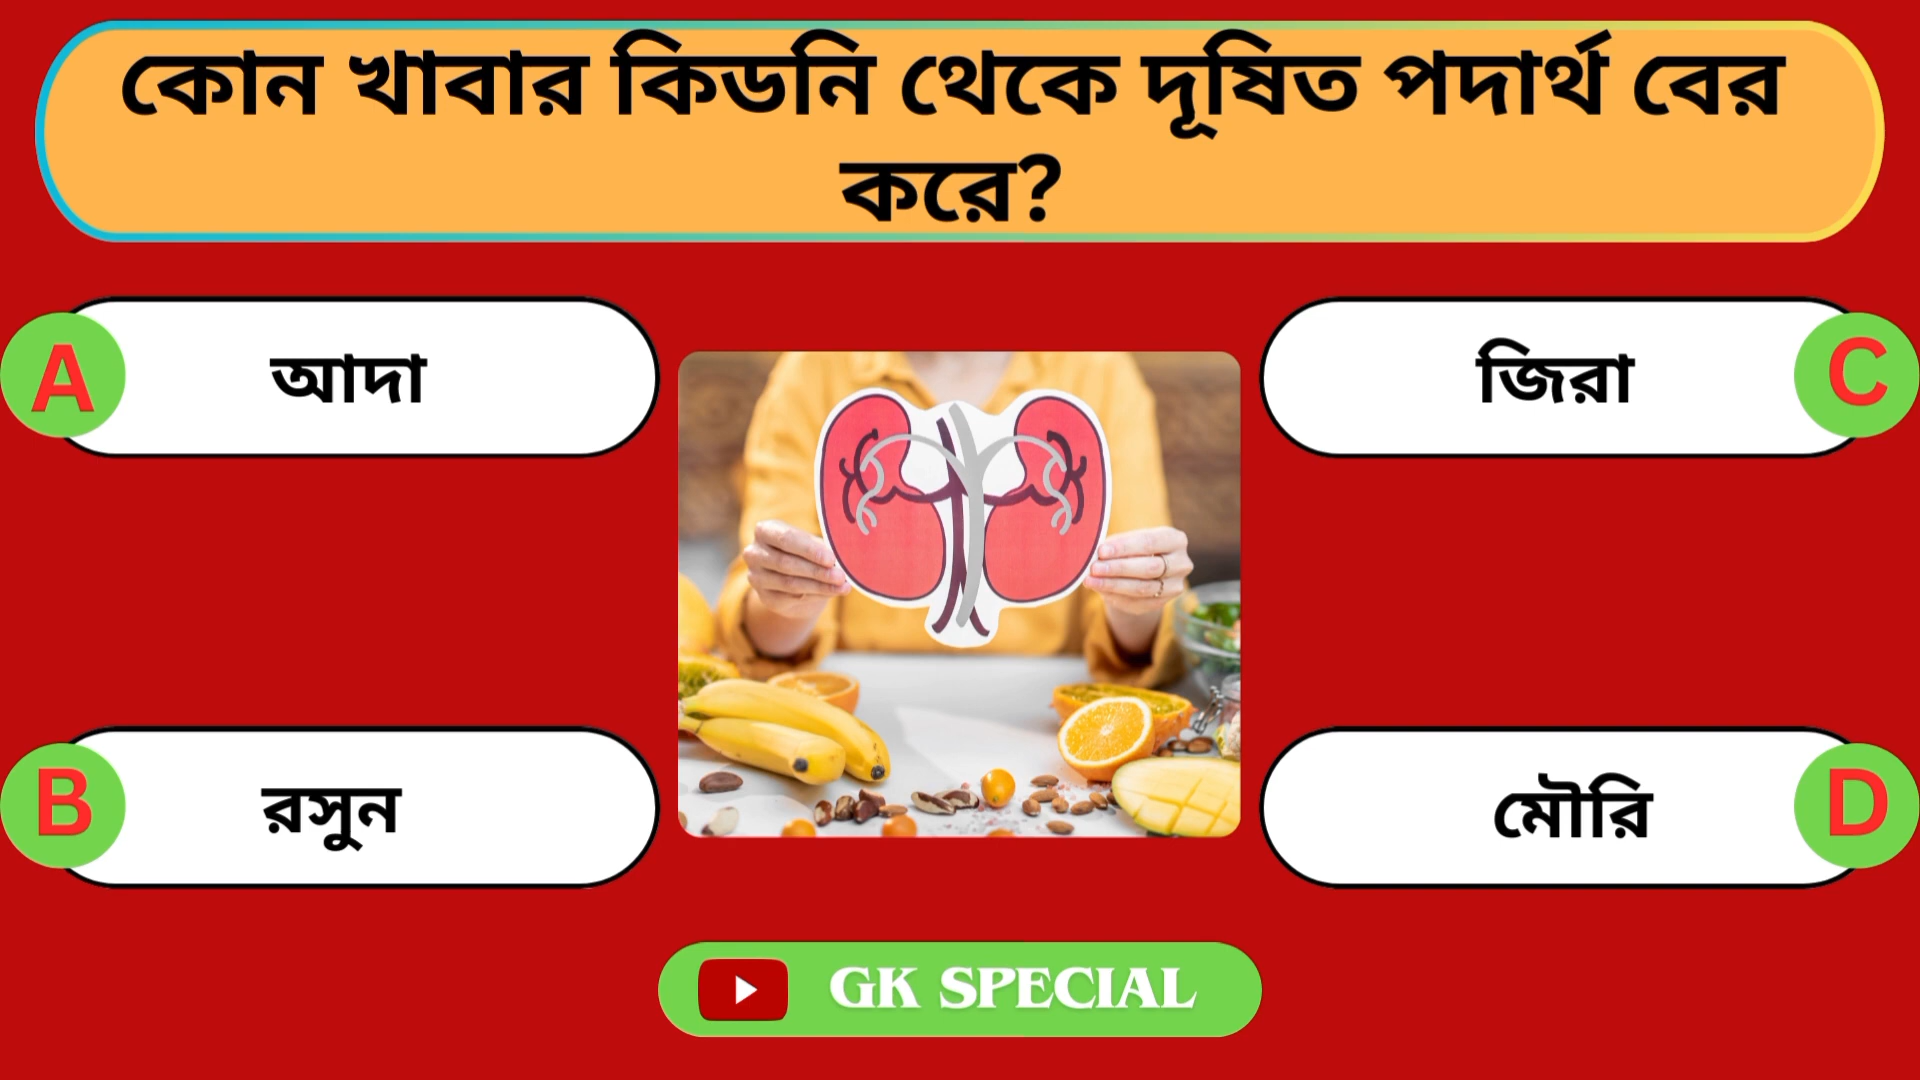 কোন খাবার কিডনি থেকে দূষিত পদার্থ বের
করে?
A আদা
জিরা C
B রসুন
মৌরি D
GK SPECIAL